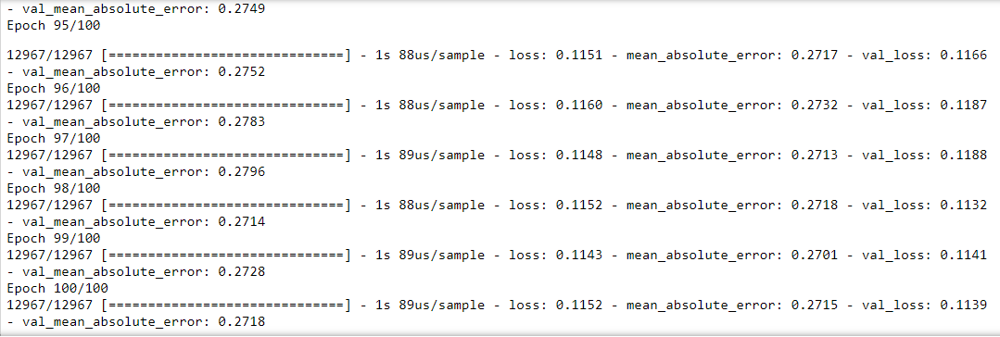 - val_mean_absolute_error: 0.2749
Epoch 95/100
12967/12967 [==============================] - 1s 88us/sample - loss: 0.1151 - mean_absolute_error: 0.2717 - val_loss: 0.1166
- val_mean_absolute_error: 0.2752
Epoch 96/100
12967/12967 [==============================] - 1s 88us/sample - loss: 0.1160 - mean_absolute_error: 0.2732 - val_loss: 0.1187
- val_mean_absolute_error: 0.2783
Epoch 97/100
12967/12967 [==============================] - 1s 89us/sample - loss: 0.1148 - mean_absolute_error: 0.2713 - val_loss: 0.1188
- val_mean_absolute_error: 0.2796
Epoch 98/100
12967/12967 [==============================] - 1s 88us/sample - loss: 0.1152 - mean_absolute_error: 0.2718 - val_loss: 0.1132
- val_mean_absolute_error: 0.2714
Epoch 99/100
12967/12967 [==============================] - 1s 89us/sample - loss: 0.1143 - mean_absolute_error: 0.2701 - val_loss: 0.1141
- val_mean_absolute_error: 0.2728
Epoch 100/100
12967/12967 [==============================] - 1s 89us/sample - loss: 0.1152 - mean_absolute_error: 0.2715 - val_loss: 0.1139
- val_mean_absolute_error: 0.2718